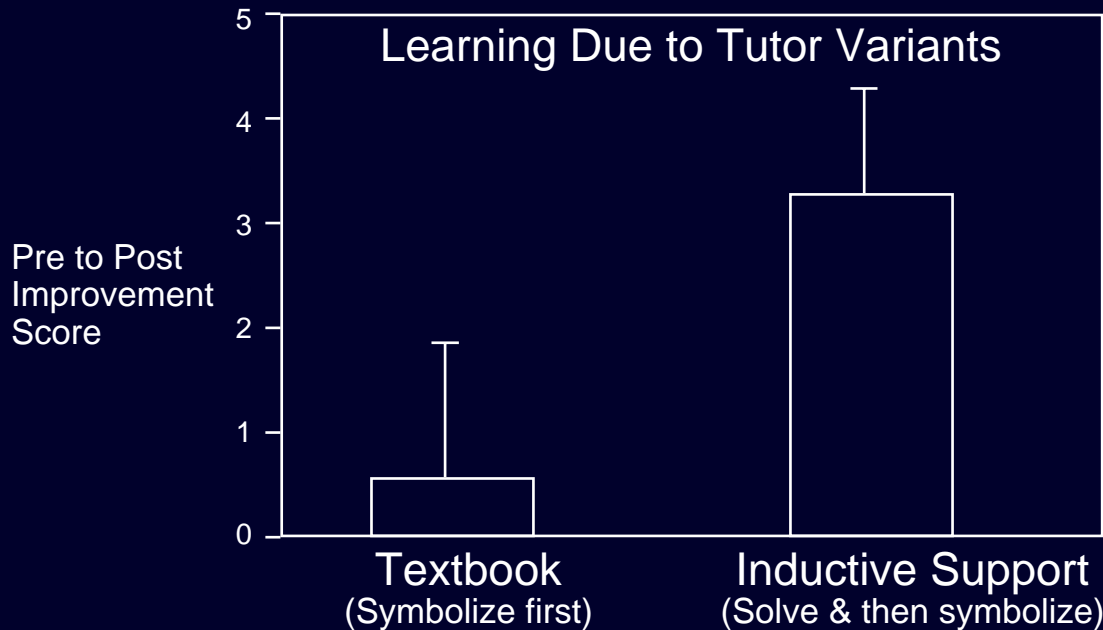 Learning Due to Tutor Variants
5
4
3
2
1
0
Pre to Post
Improvement
Score
Textbook
(Symbolize first)
Inductive Support
(Solve & then symbolize)